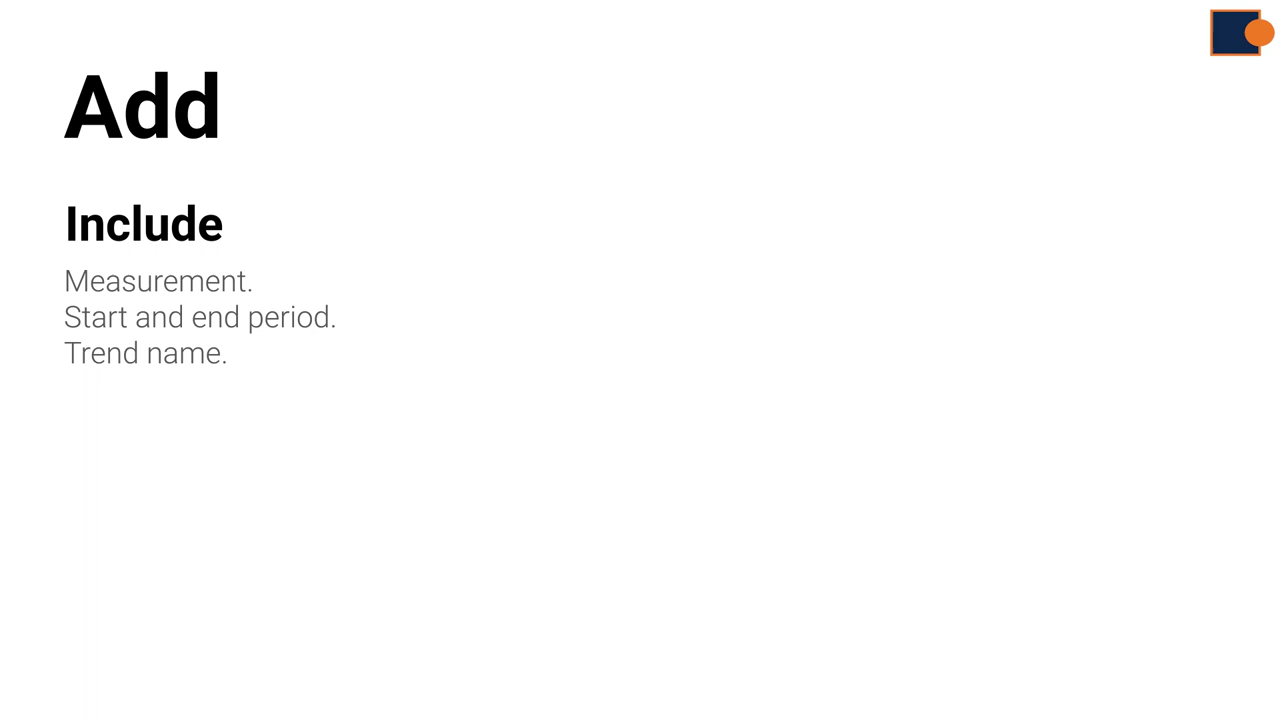 Add
Include
Measurement.
Start and end period.
Trend name.